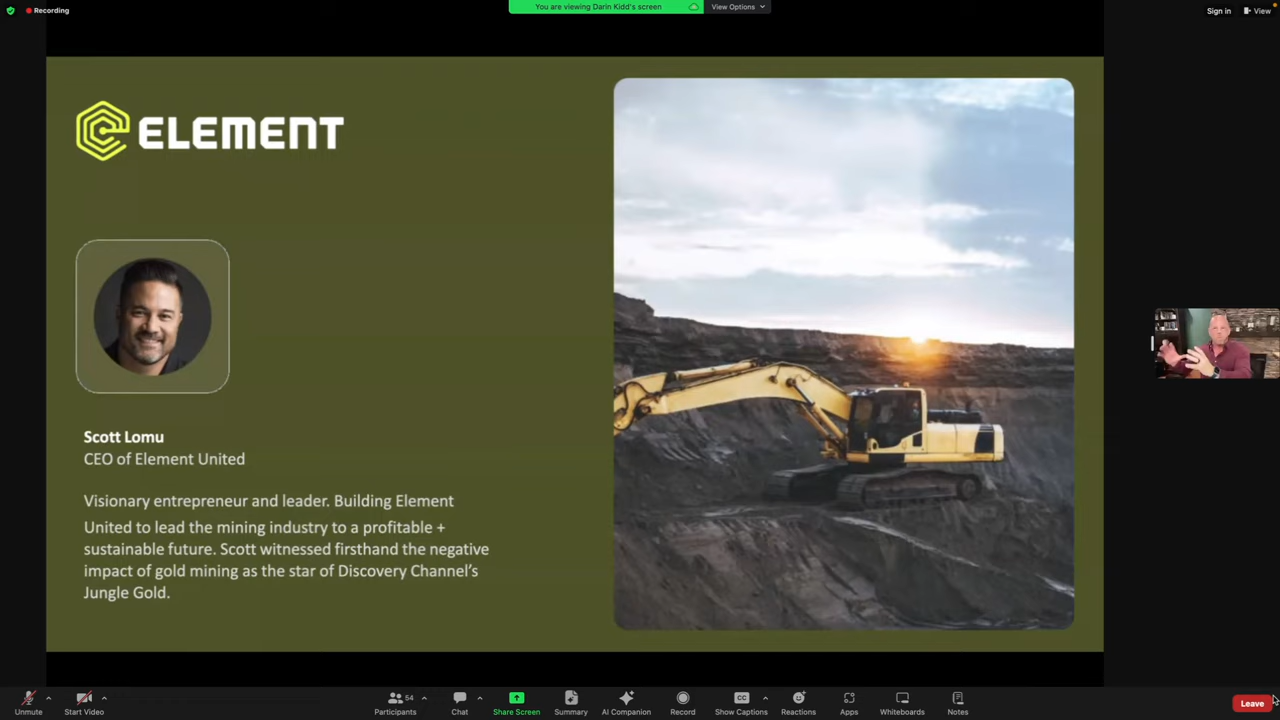 Recording
You are viewing Darin Kidd's screen
View Options
Sign in
View
ELEMENT
Scott Lomu
CEO of Element United
Visionary entrepreneur and leader. Building Element
United to lead the mining industry to a profitable +
sustainable future. Scott witnessed firsthand the negative
impact of gold mining as the star of Discovery Channel's
Jungle Gold.
Unmute
Start Video
54
Participants
Chat
Share Screen
Summary
AI Companion
Record
CC
Show Captions
Reactions
Apps
Whiteboards
Notes
Leave